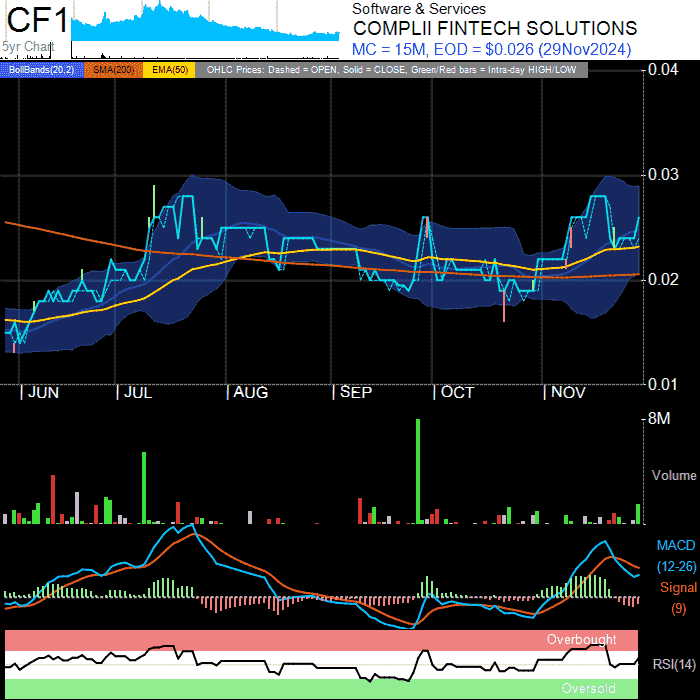 CF1
5yr Chart
Software & Services
COMPLII FINTECH SOLUTIONS
MC = 15M, EOD = $0.026 (29Nov2024)
BollBands(20,2) SMA(200) EMA(50) OHLC Prices: Dashed = OPEN, Solid = CLOSE, Green/Red bars = Intra-day HIGH/LOW
0.04
0.03
0.02
0.01
JUN JUL AUG SEP OCT NOV
8M
Volume
MACD
(12-26)
Signal
(9)
Overbought
RSI(14)
Oversold